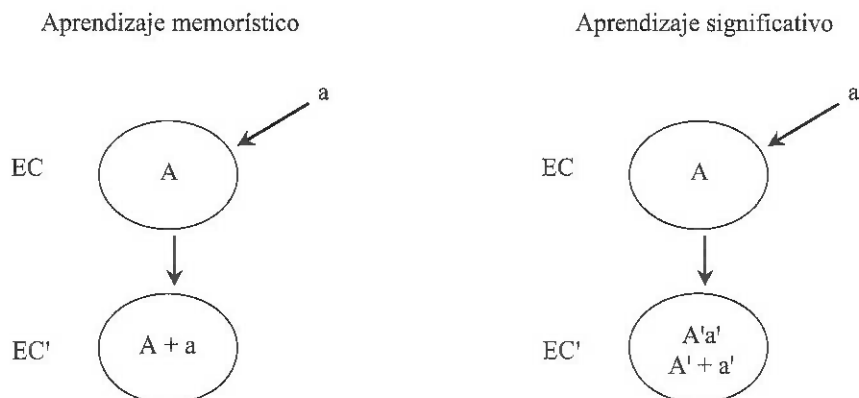 Aprendizaje memorístico
a
EC
A
EC'
A + a
Aprendizaje significativo
a
EC
A
EC'
A'a'
A' + a'